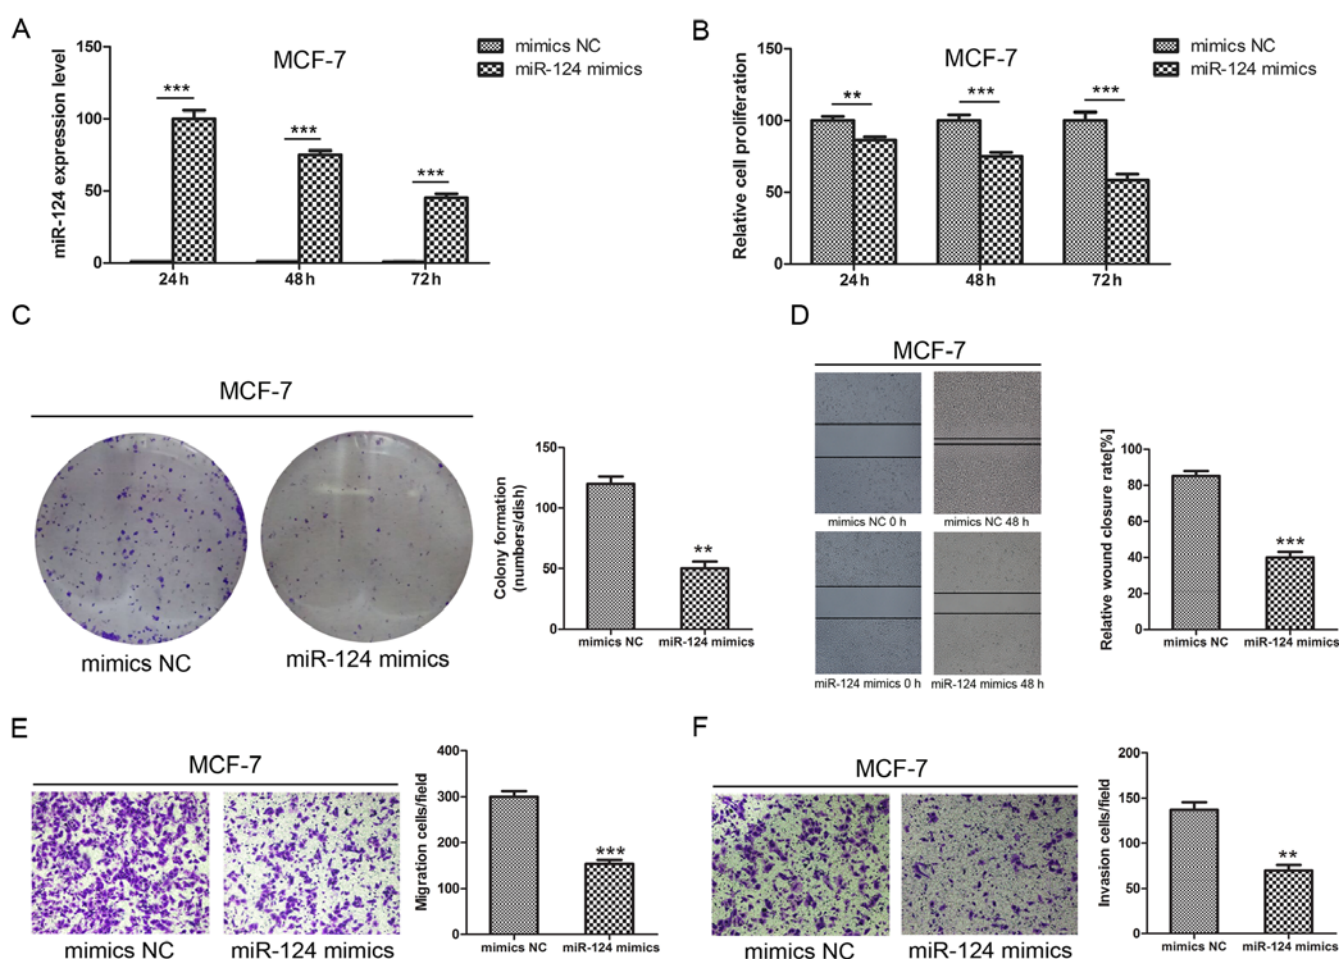 A
MCF-7
mimics NC
miR-124 mimics
miR-124 expression level
150
100
50
0
***
***
***
24 h
48 h
72 h
B
MCF-7
mimics NC
miR-124 mimics
Relative cell proliferation
150
100
50
0
**
***
***
24 h
48 h
72 h
C
MCF-7
mimics NC
miR-124 mimics
Colony formation
(numbers/dish)
150
100
50
0
**
mimics NC
miR-124 mimics
D
MCF-7
mimics NC 0 h
mimics NC 48 h
miR-124 mimics 0 h
miR-124 mimics 48 h
Relative wound closure rate[%]
100
80
60
40
20
0
***
mimics NC
miR-124 mimics
E
MCF-7
mimics NC
miR-124 mimics
Migration cells/field
400
300
200
100
0
***
mimics NC
miR-124 mimics
F
MCF-7
mimics NC
miR-124 mimics
Invasion cells/field
200
150
100
50
0
**
mimics NC
miR-124 mimics